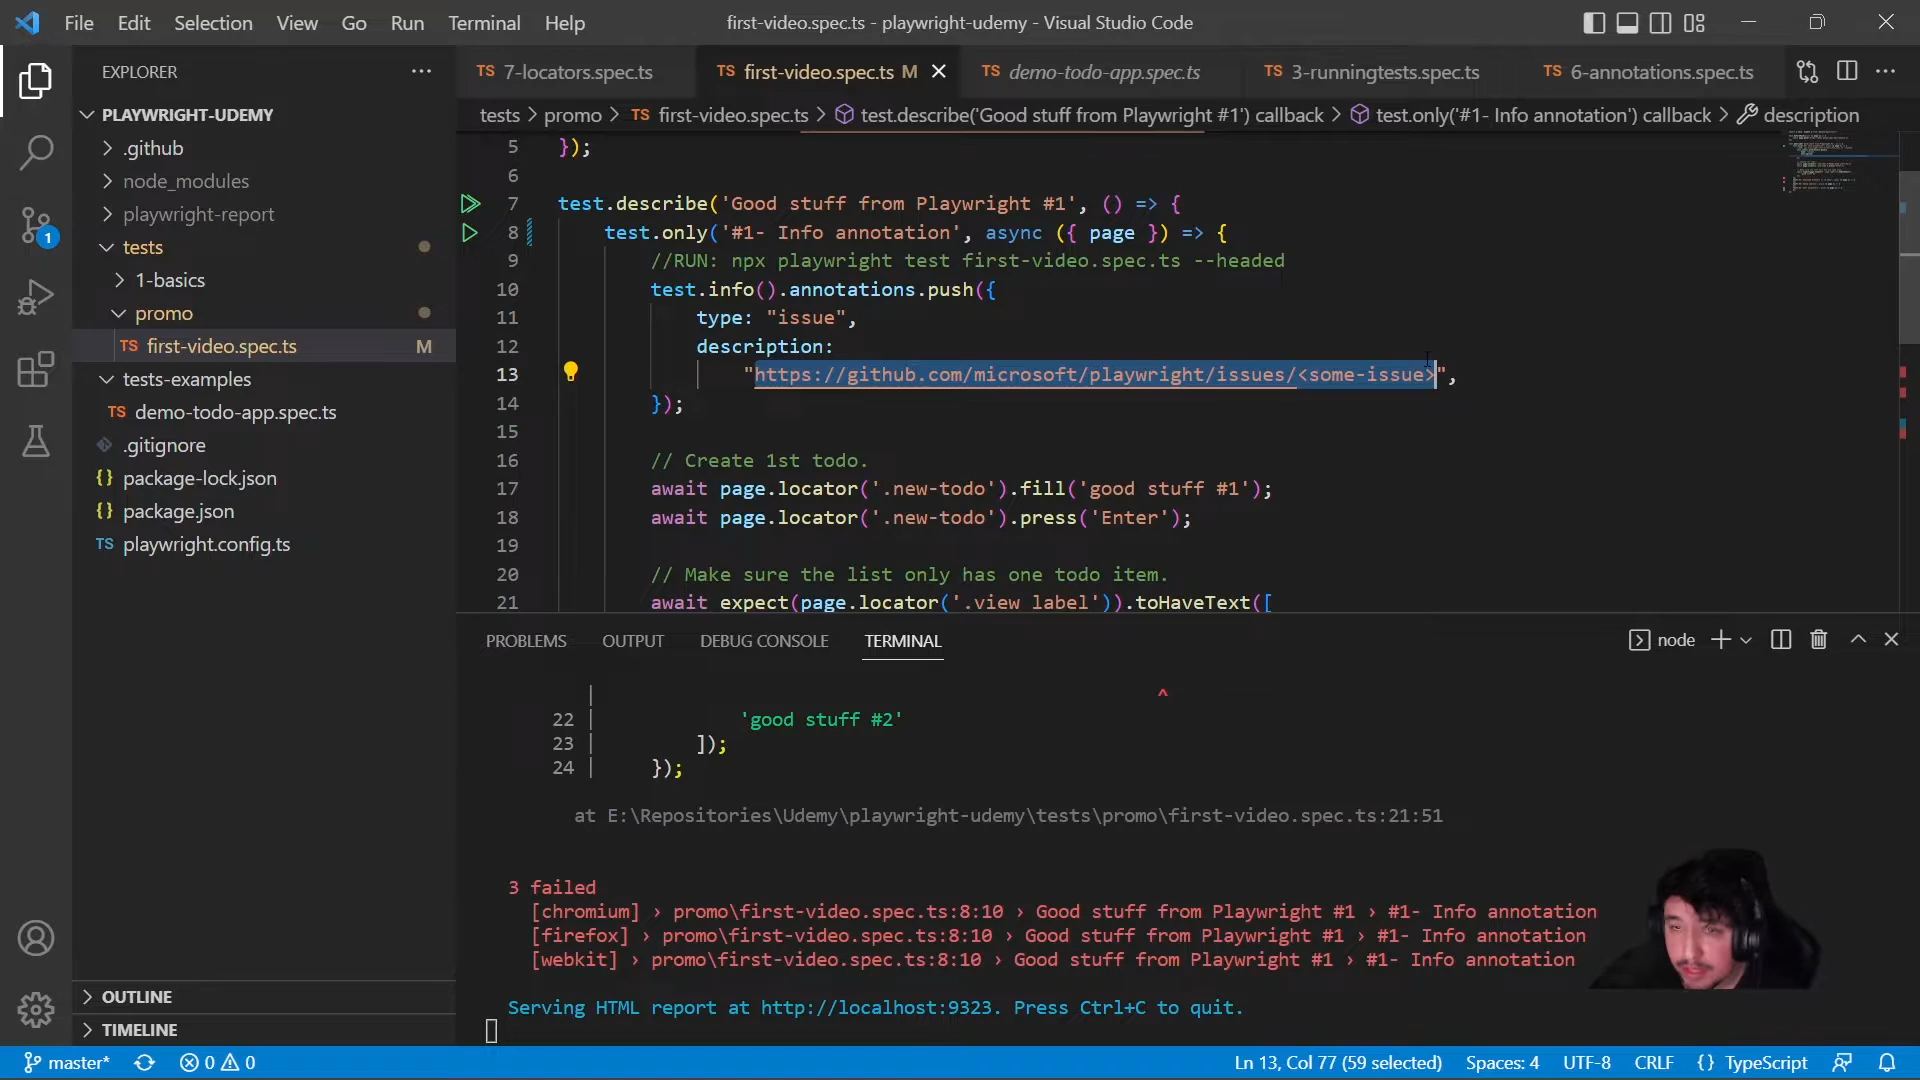 File Edit Selection View Go Run Terminal Help
first-video.spec.ts - playwright-udemy - Visual Studio Code
EXPLORER
PLAYWRIGHT-UDEMY
.github
node_modules
playwright-report
tests
1-basics
promo
TS first-video.spec.ts M
tests-examples
TS demo-todo-app.spec.ts
.gitignore
{} package-lock.json
{} package.json
TS playwright.config.ts
OUTLINE
TIMELINE
1
TS 7-locators.spec.ts TS first-video.spec.ts M TS demo-todo-app.spec.ts TS 3-runningtests.spec.ts TS 6-annotations.spec.ts
tests > promo > TS first-video.spec.ts > test.describe('Good stuff from Playwright #1') callback > test.only('#1- Info annotation') callback > description
5 });
6
7 test.describe('Good stuff from Playwright #1', () => {
8 test.only('#1- Info annotation', async ({ page }) => {
9 //RUN: npx playwright test first-video.spec.ts --headed
10 test.info().annotations.push({
11 type: "issue",
12 description:
13 "https://github.com/microsoft/playwright/issues/<some-issue>",
14 });
15
16 // Create 1st todo.
17 await page.locator('.new-todo').fill('good stuff #1');
18 await page.locator('.new-todo').press('Enter');
19
20 // Make sure the list only has one todo item.
21 await expect(page.locator('.view label')).toHaveText([
PROBLEMS OUTPUT DEBUG CONSOLE TERMINAL
node
| ^
22 | 'good stuff #2'
23 | ]);
24 | });
at E:\Repositories\Udemy\playwright-udemy\tests\promo\first-video.spec.ts:21:51
3 failed
[chromium] › promo\first-video.spec.ts:8:10 › Good stuff from Playwright #1 › #1- Info annotation
[firefox] › promo\first-video.spec.ts:8:10 › Good stuff from Playwright #1 › #1- Info annotation
[webkit] › promo\first-video.spec.ts:8:10 › Good stuff from Playwright #1 › #1- Info annotation
Serving HTML report at http://localhost:9323. Press Ctrl+C to quit.
master* 0 0 Ln 13, Col 77 (59 selected) Spaces: 4 UTF-8 CRLF {} TypeScript